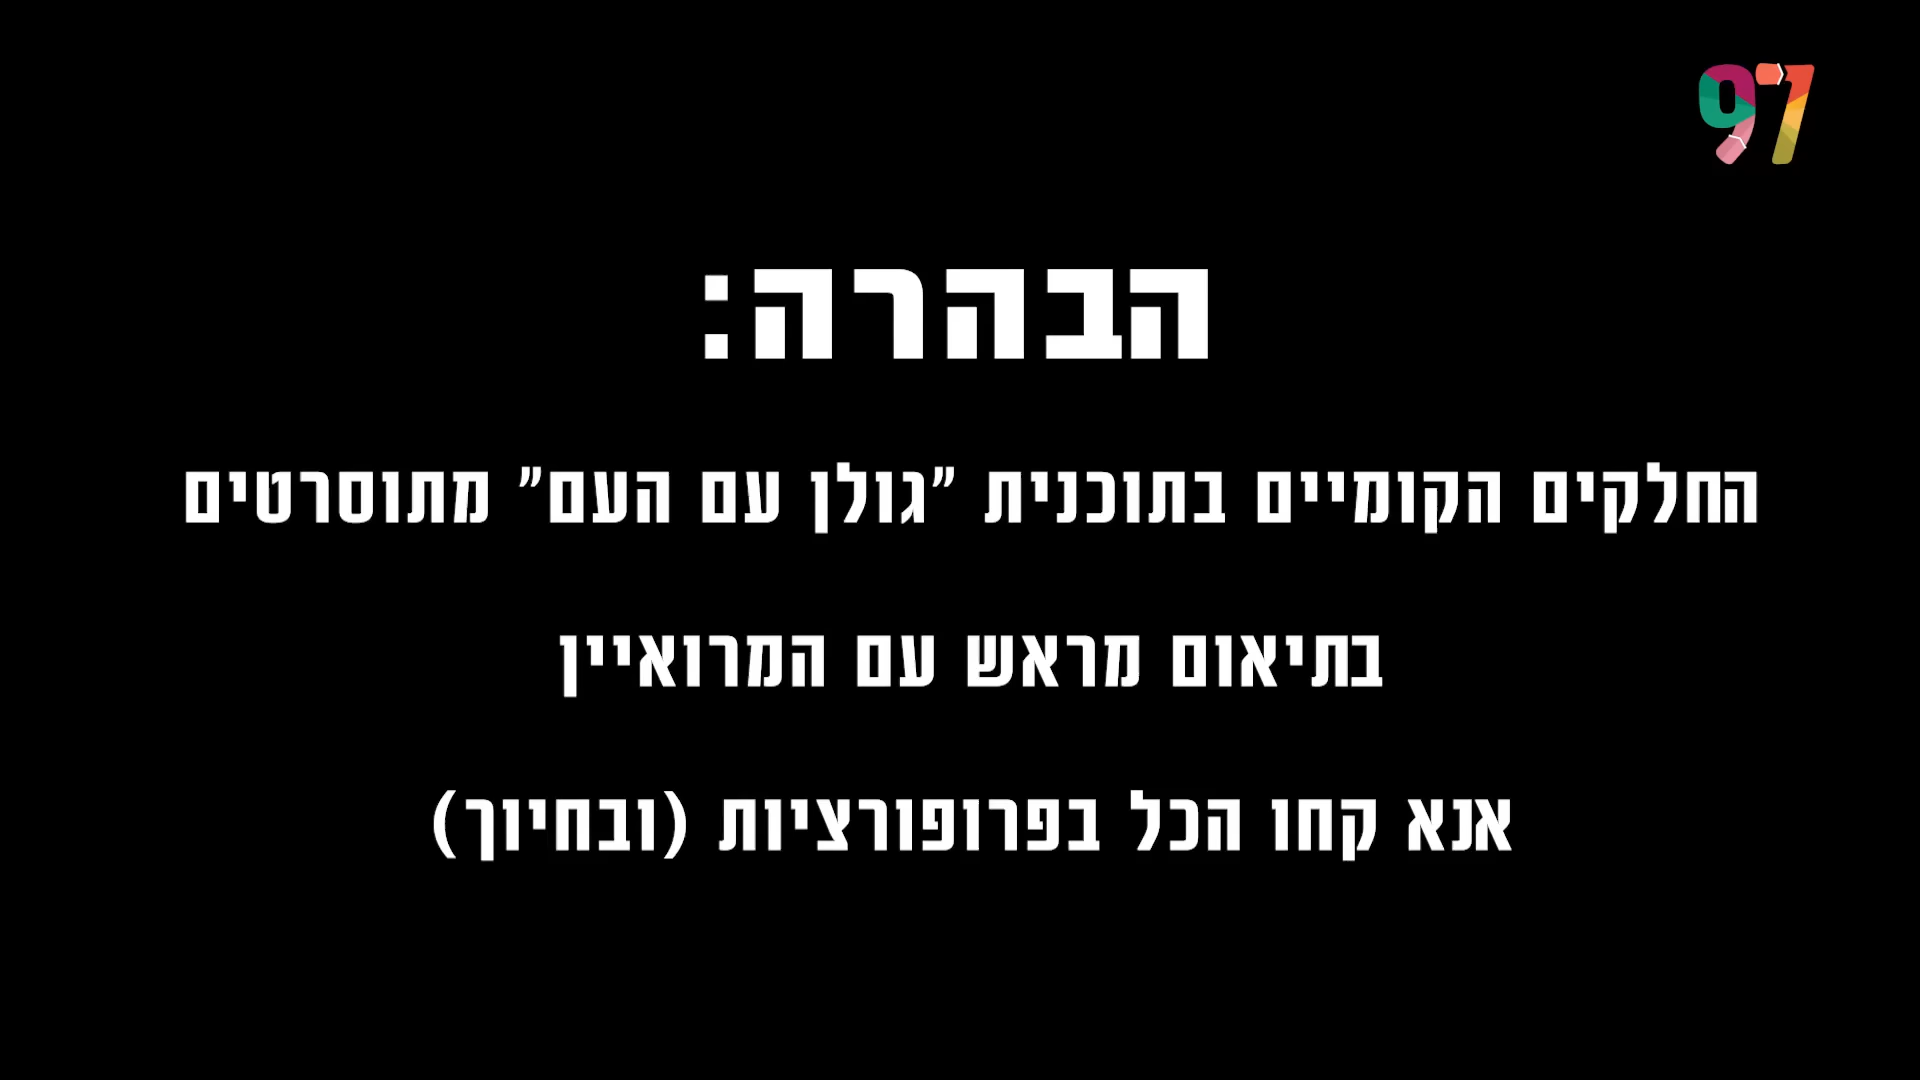 97
הבהרה:
החלקים הקומיים בתוכנית "גולן עם העם" מתוסרטים
בתיאום מראש עם המרואיין
אנא קחו הכל בפרופורציות (ובחיוך)